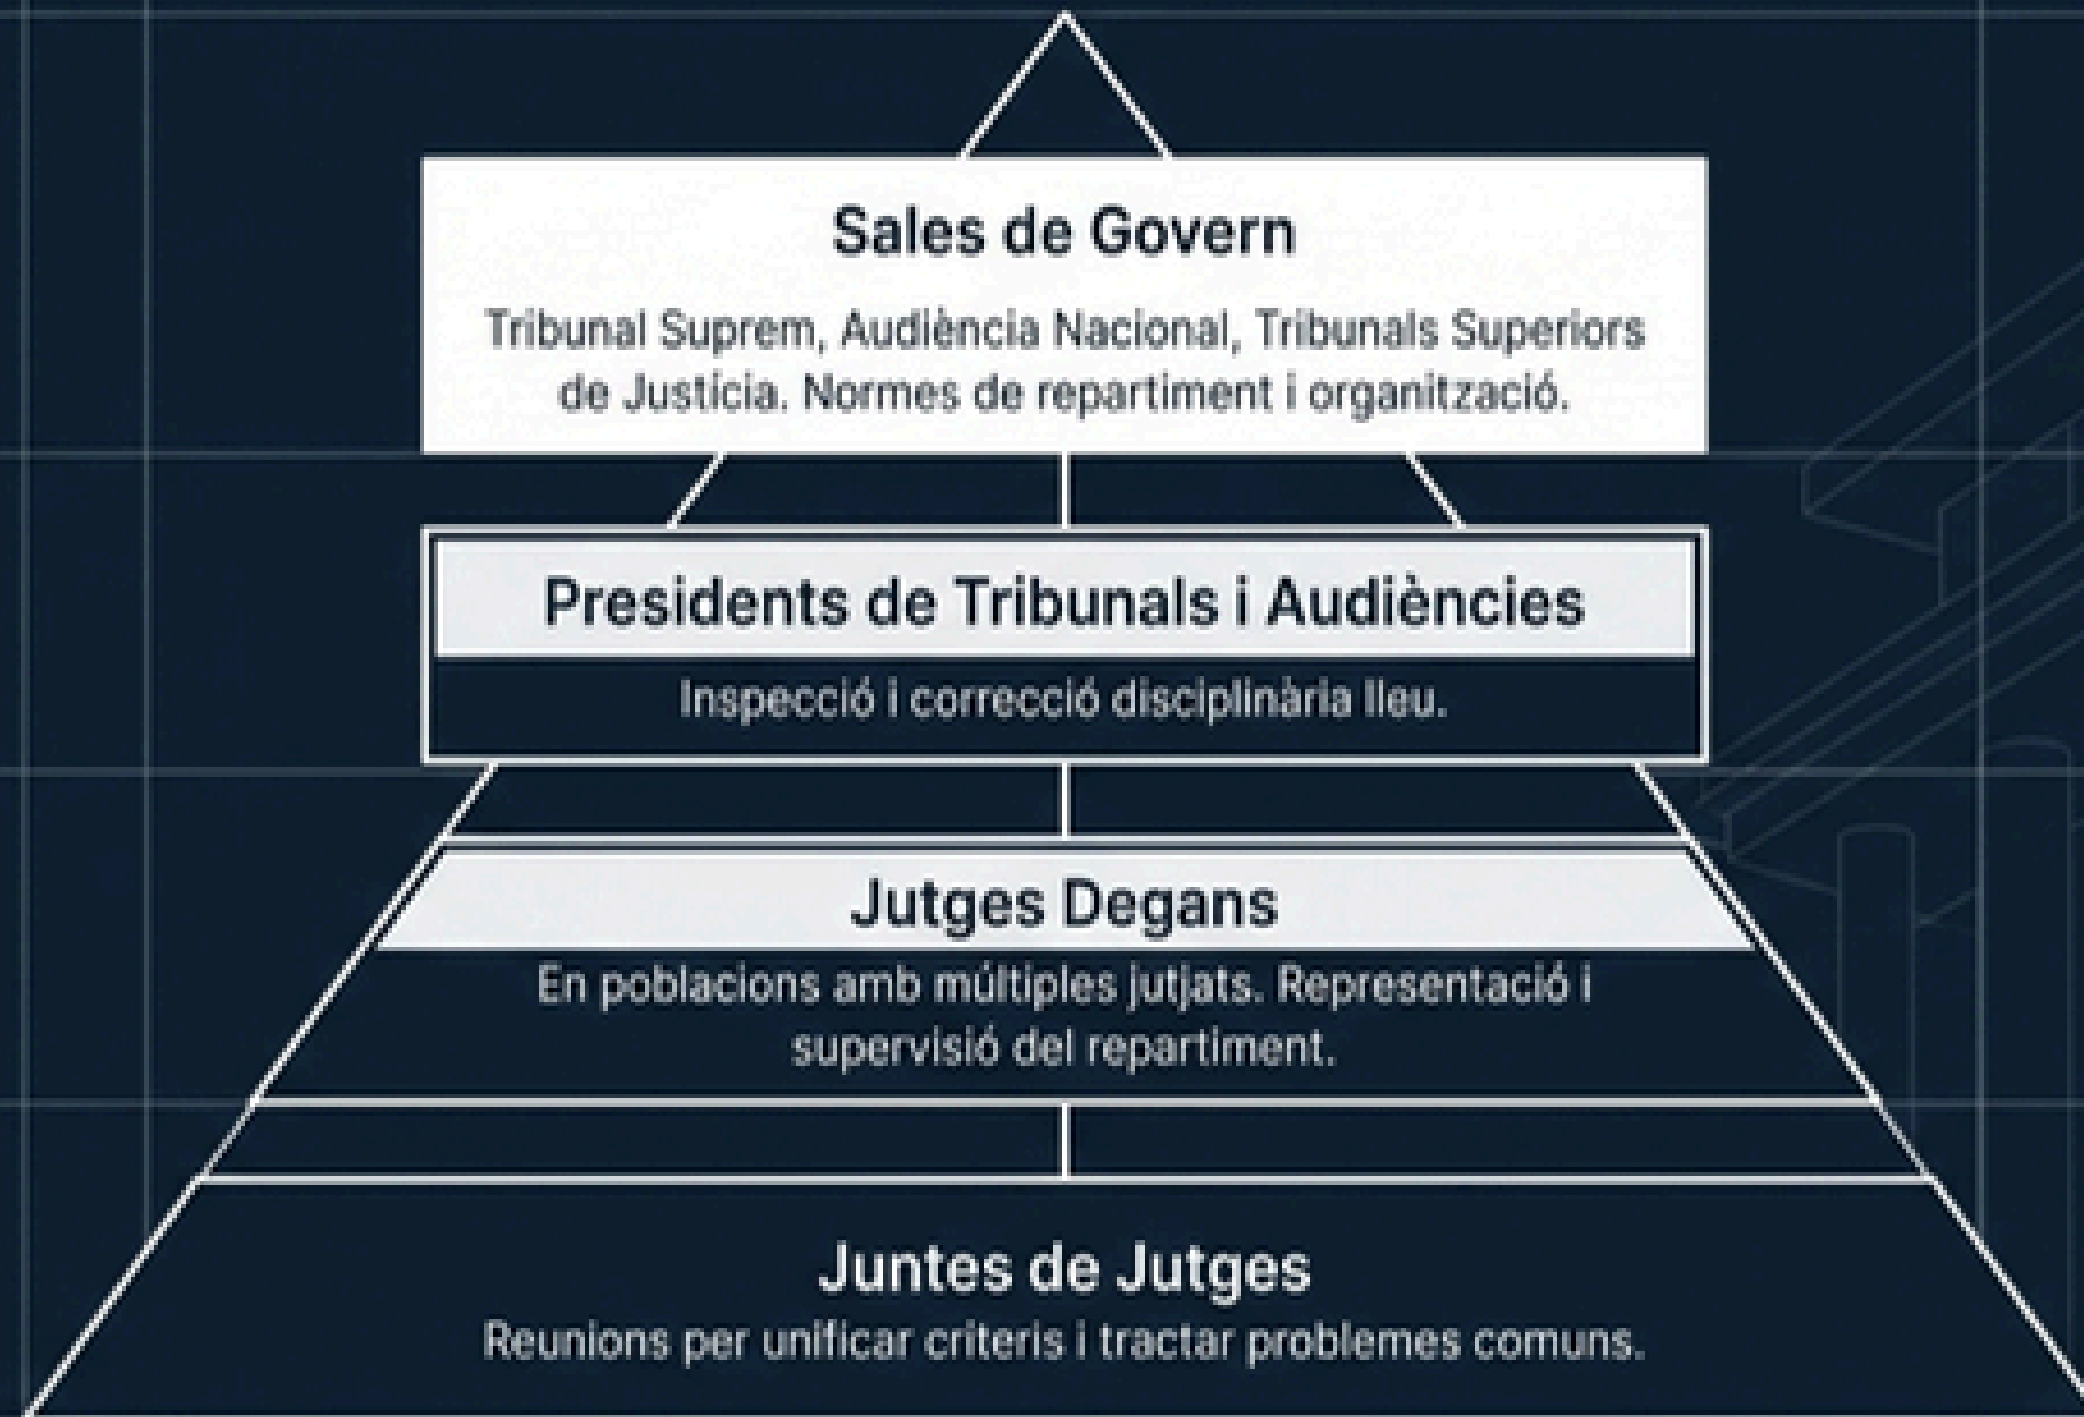 Sales de Govern
Tribunal Suprem, Audiència Nacional, Tribunals Superiors
de Justícia. Normes de repartiment i organització.
Presidents de Tribunals i Audiències
Inspecció i correcció disciplinària lleu.
Jutges Degans
En poblacions amb múltiples jutjats. Representació i
supervisió del repartiment.
Juntes de Jutges
Reunions per unificar criteris i tractar problemes comuns.